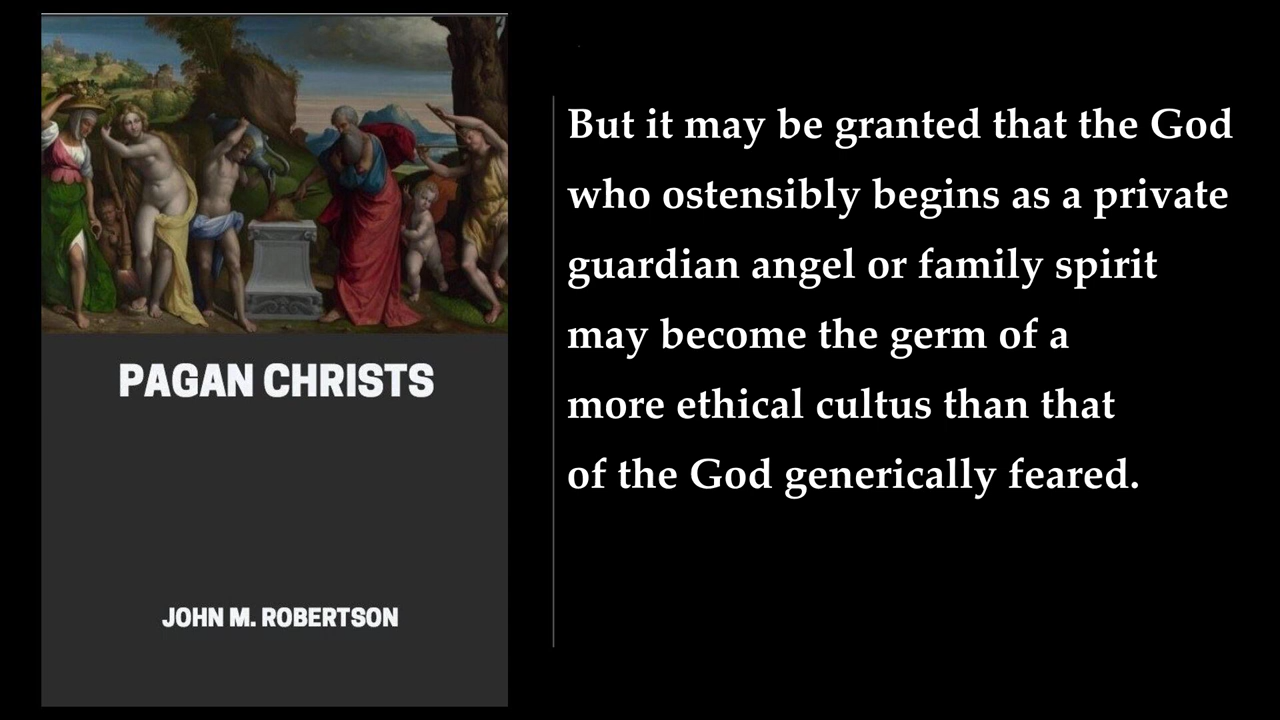 PAGAN CHRISTS
JOHN M. ROBERTSON
But it may be granted that the God
who ostensibly begins as a private
guardian angel or family spirit
may become the germ of a
more ethical cultus than that
of the God generically feared.